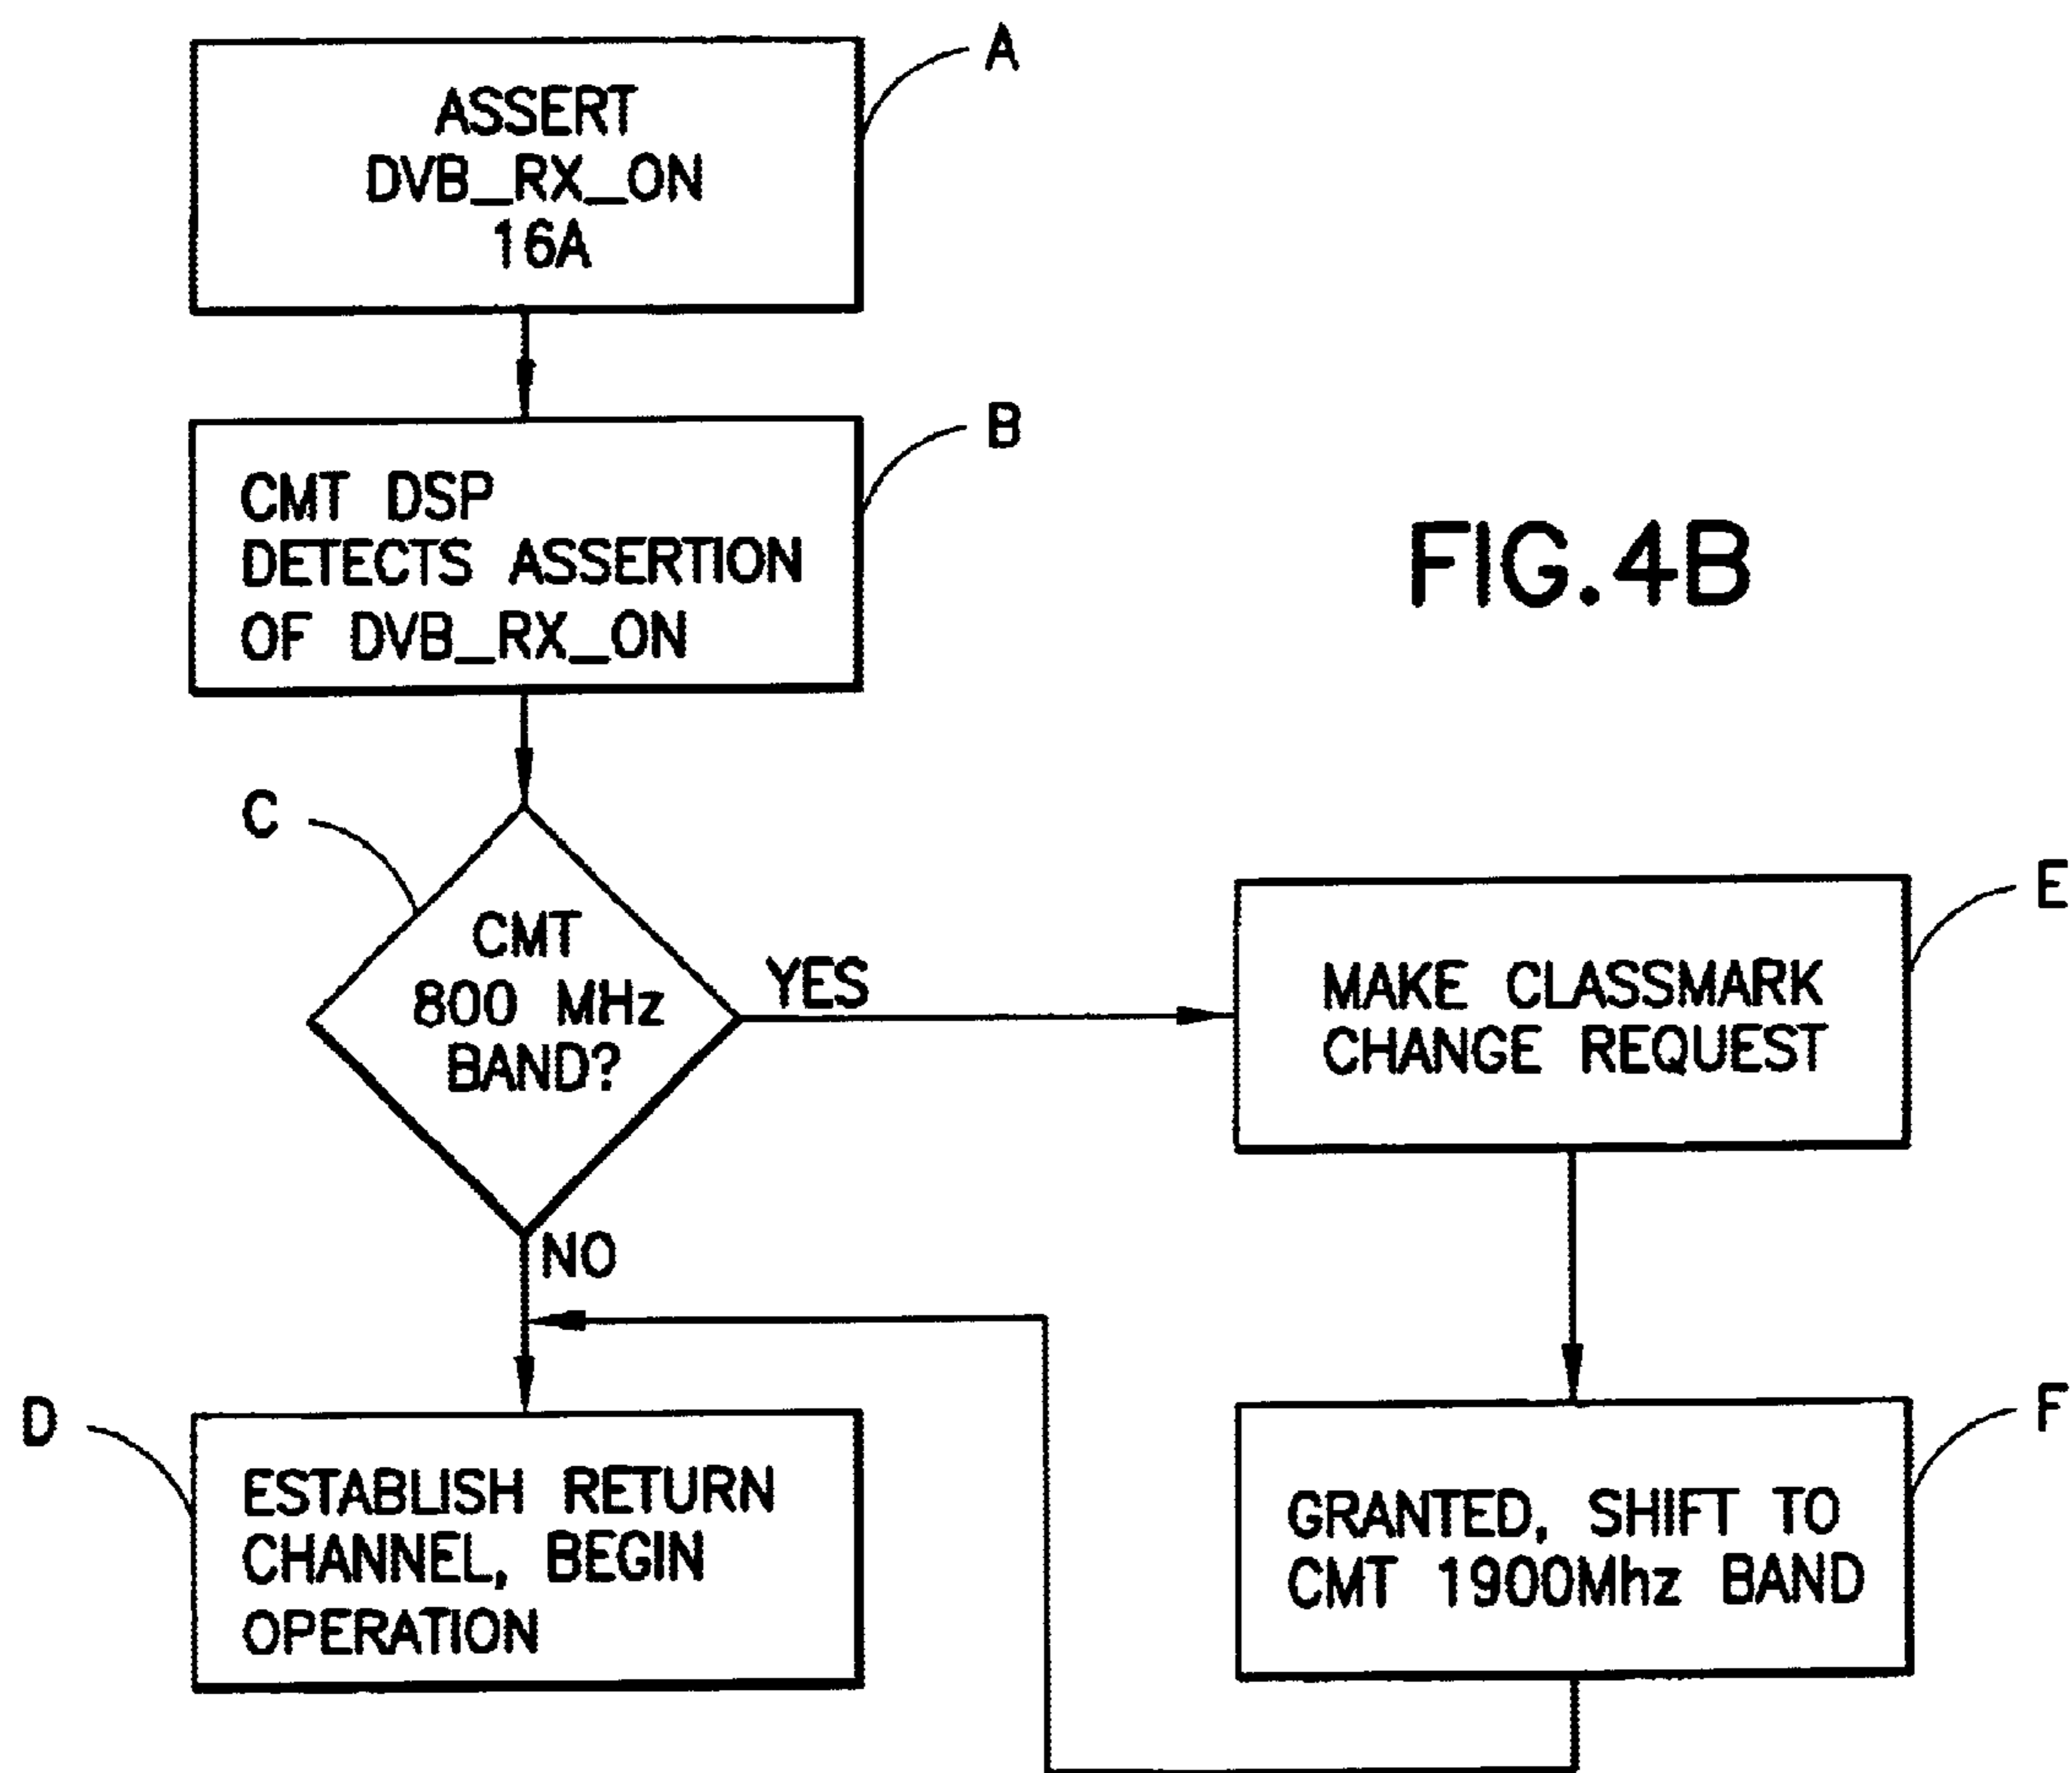 A
ASSERT
DVB_RX_ON
16A
B
CMT DSP
DETECTS ASSERTION
OF DVB_RX_ON
FIG.4B
C
CMT
800 MHz
BAND?
YES
NO
E
MAKE CLASSMARK
CHANGE REQUEST
D
ESTABLISH RETURN
CHANNEL, BEGIN
OPERATION
F
GRANTED, SHIFT TO
CMT 1900Mhz BAND